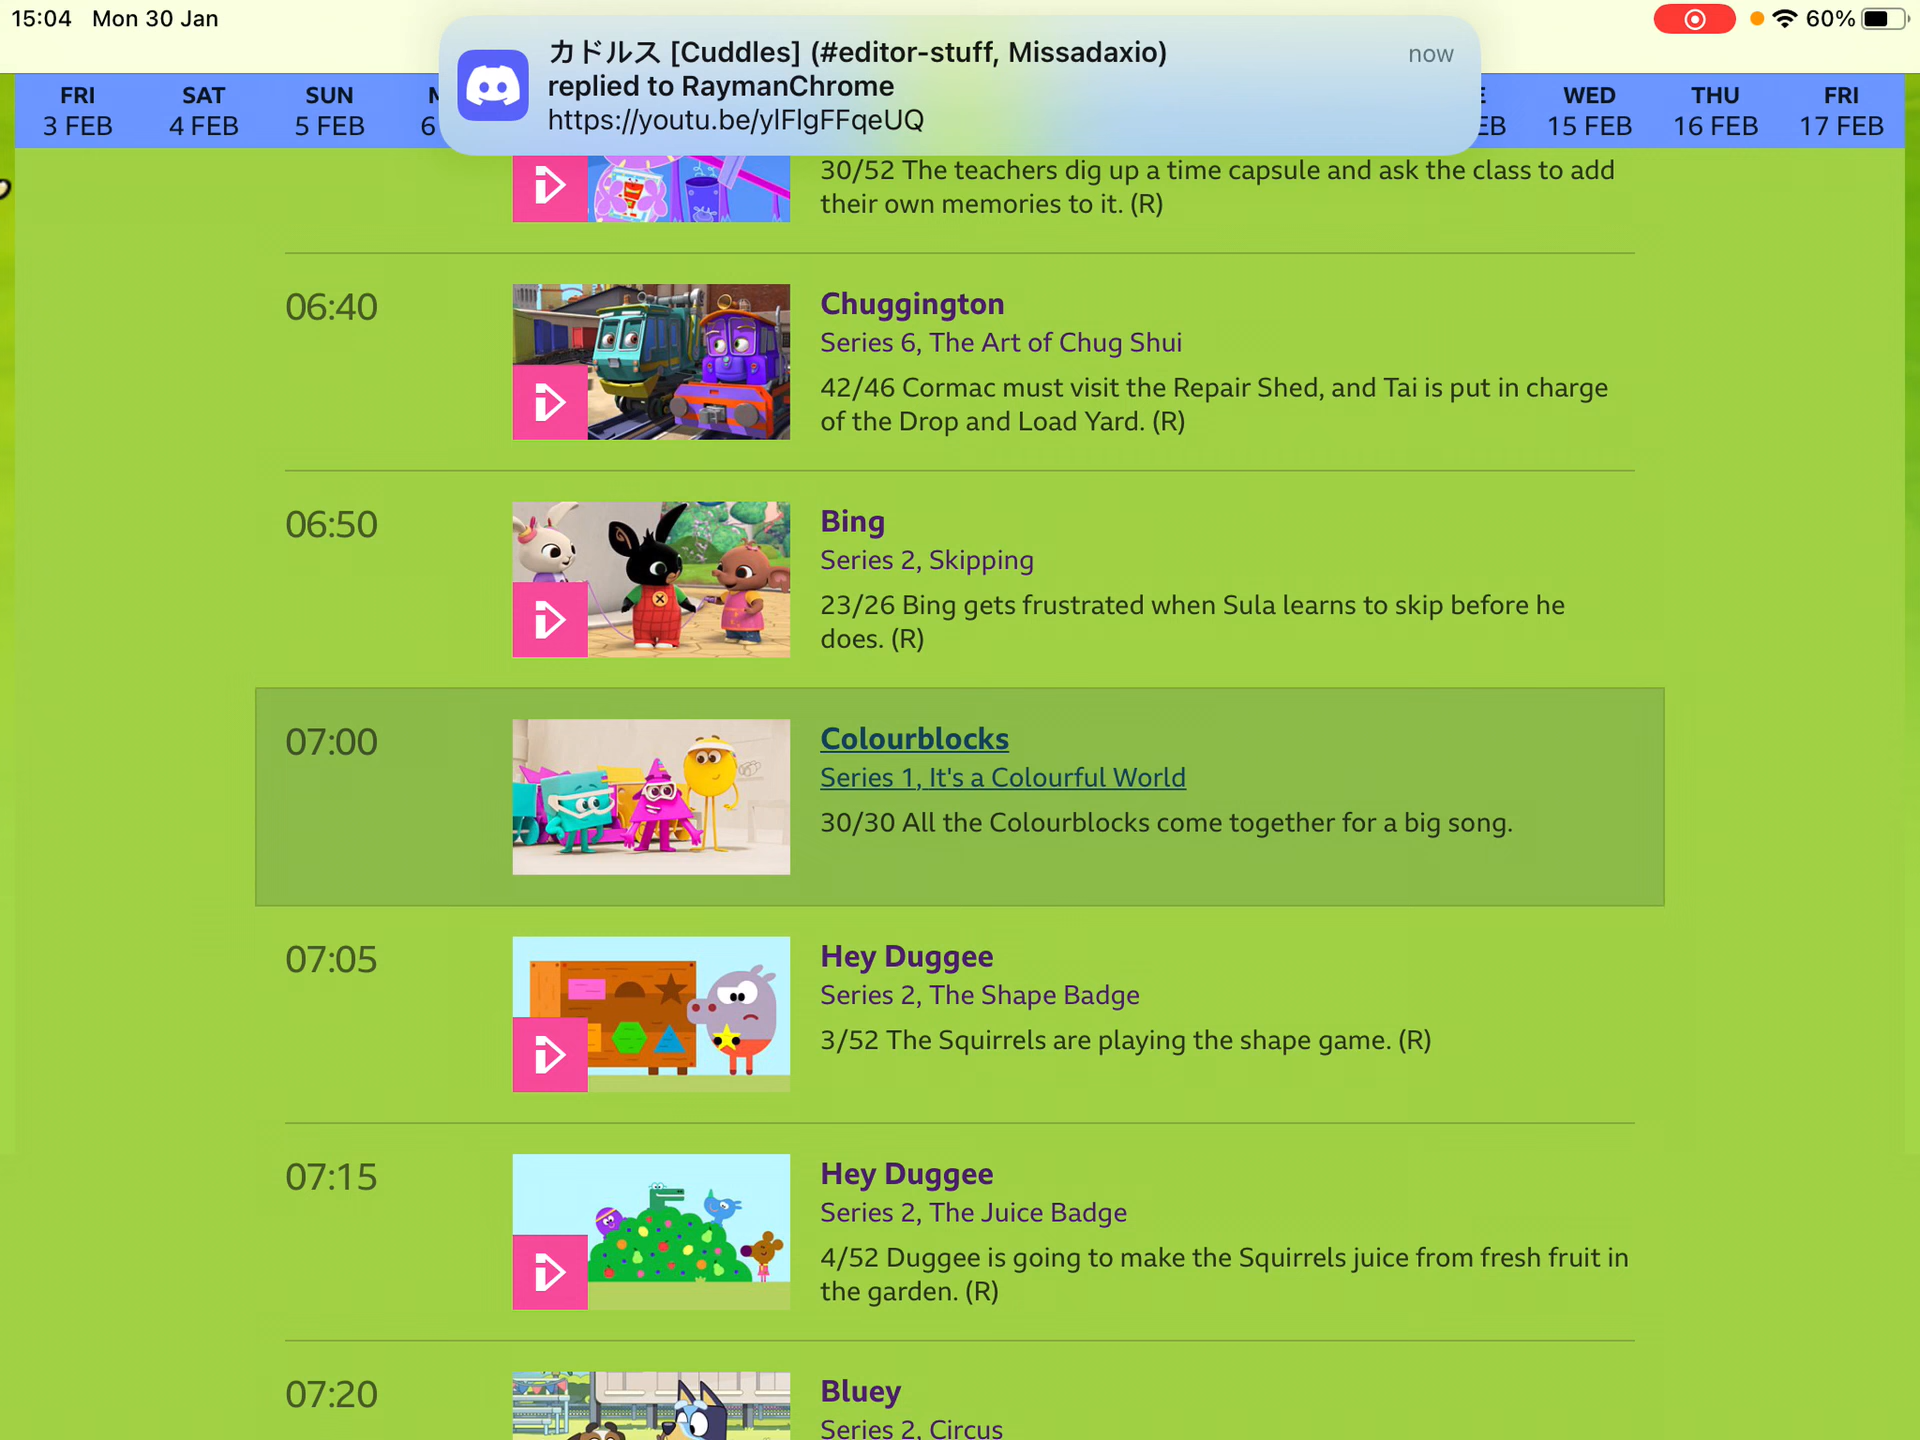 15:04 Mon 30 Jan
60%
カドルス [Cuddles] (#editor-stuff, Missadaxio)
now
replied to RaymanChrome
https://youtu.be/ylFlgFFqeUQ
FRI
3 FEB
SAT
4 FEB
SUN
5 FEB
6
EB
WED
15 FEB
THU
16 FEB
FRI
17 FEB
30/52 The teachers dig up a time capsule and ask the class to add
their own memories to it. (R)
06:40
Chuggington
Series 6, The Art of Chug Shui
42/46 Cormac must visit the Repair Shed, and Tai is put in charge
of the Drop and Load Yard. (R)
06:50
Bing
Series 2, Skipping
23/26 Bing gets frustrated when Sula learns to skip before he
does. (R)
07:00
Colourblocks
Series 1, It's a Colourful World
30/30 All the Colourblocks come together for a big song.
07:05
Hey Duggee
Series 2, The Shape Badge
3/52 The Squirrels are playing the shape game. (R)
07:15
Hey Duggee
Series 2, The Juice Badge
4/52 Duggee is going to make the Squirrels juice from fresh fruit in
the garden. (R)
07:20
Bluey
Series 2, Circus